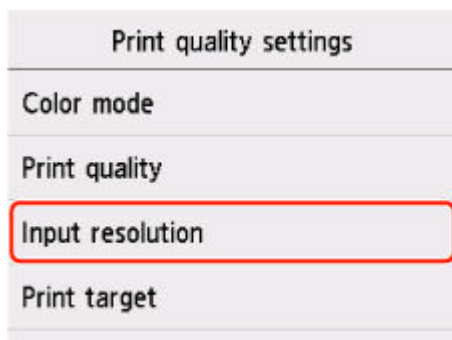 Print quality settings
Color mode
Print quality
Input resolution
Print target